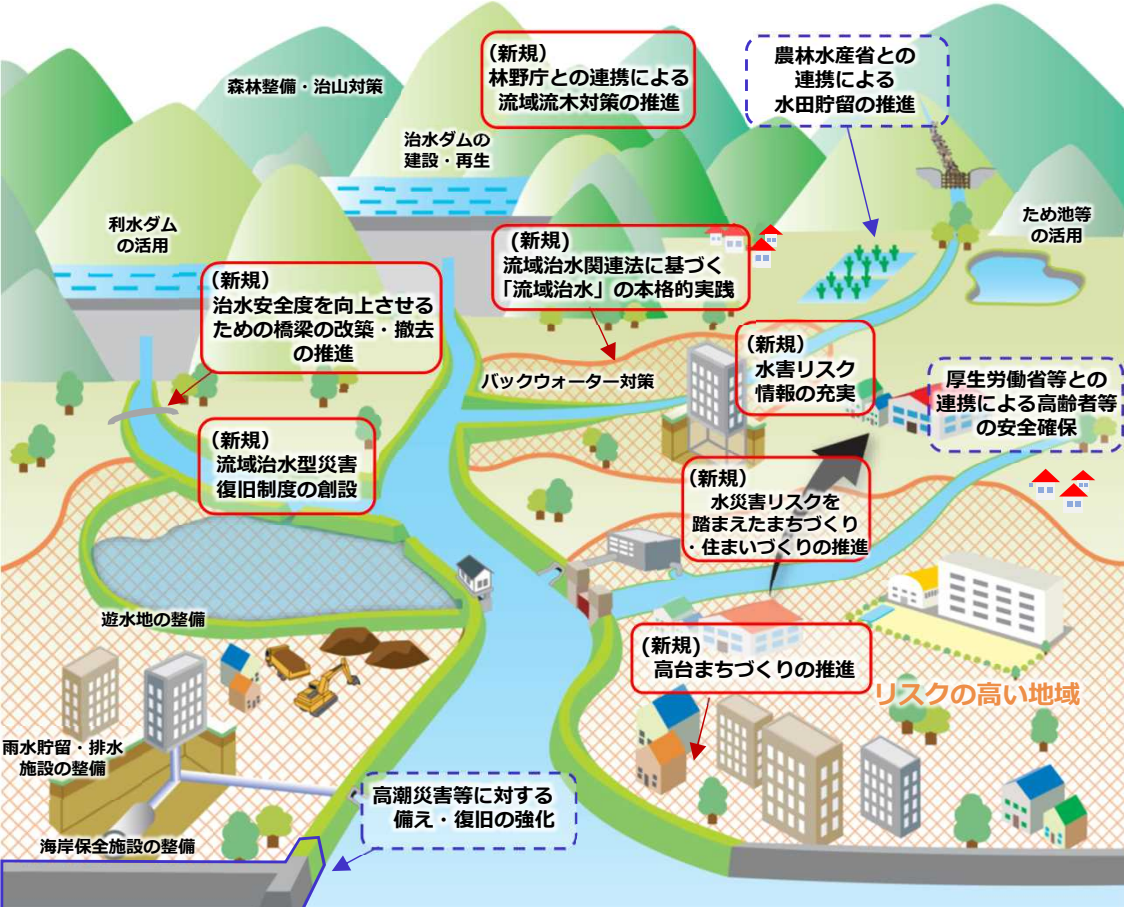 (新規)
林野庁との連携による
流域流木対策の推進
農林水産省との
連携による
水田貯留の推進
森林整備・治山対策
治水ダムの
建設・再生
利水ダム
の活用
ため池等
の活用
(新規)
流域治水関連法に基づく
「流域治水」の本格的実践
(新規)
治水安全度を向上させる
ための橋梁の改築・撤去
の推進
(新規)
水害リスク
情報の充実
バックウォーター対策
厚生労働省等との
連携による高齢者等
の安全確保
(新規)
流域治水型災害
復旧制度の創設
(新規)
水災害リスクを
踏まえたまちづくり
・住まいづくりの推進
遊水地の整備
(新規)
高台まちづくりの推進
リスクの高い地域
雨水貯留・排水
施設の整備
高潮災害等に対する
備え・復旧の強化
海岸保全施設の整備